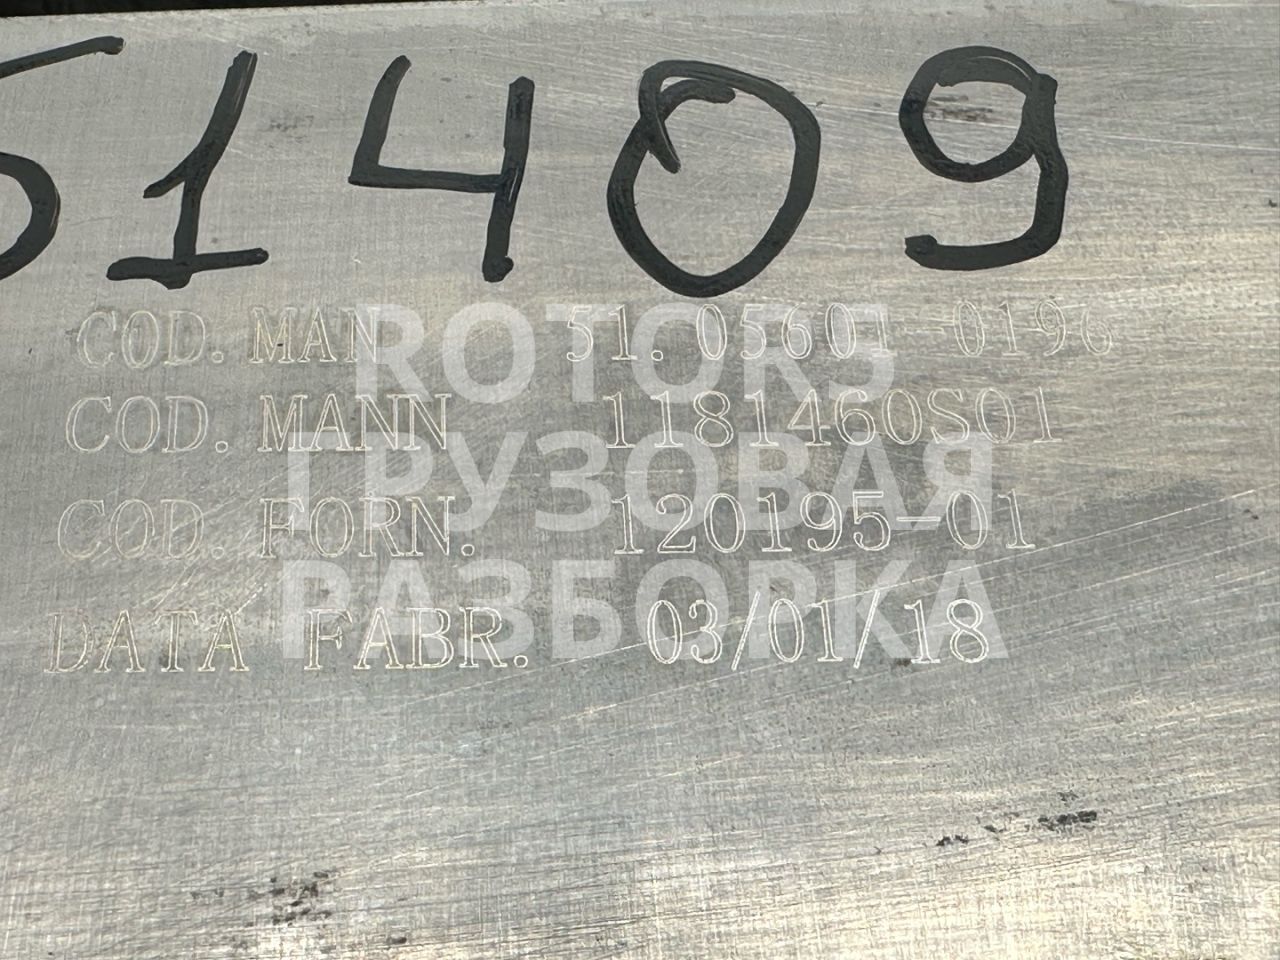 51409
COD. MAN 51. 05601-0196
COD. MANN 1181460S01
COD. FORN. 120195-01
DATA FABR. 03/01/18
ROTORS
ГРУЗОВАЯ
РАЗБОРКА